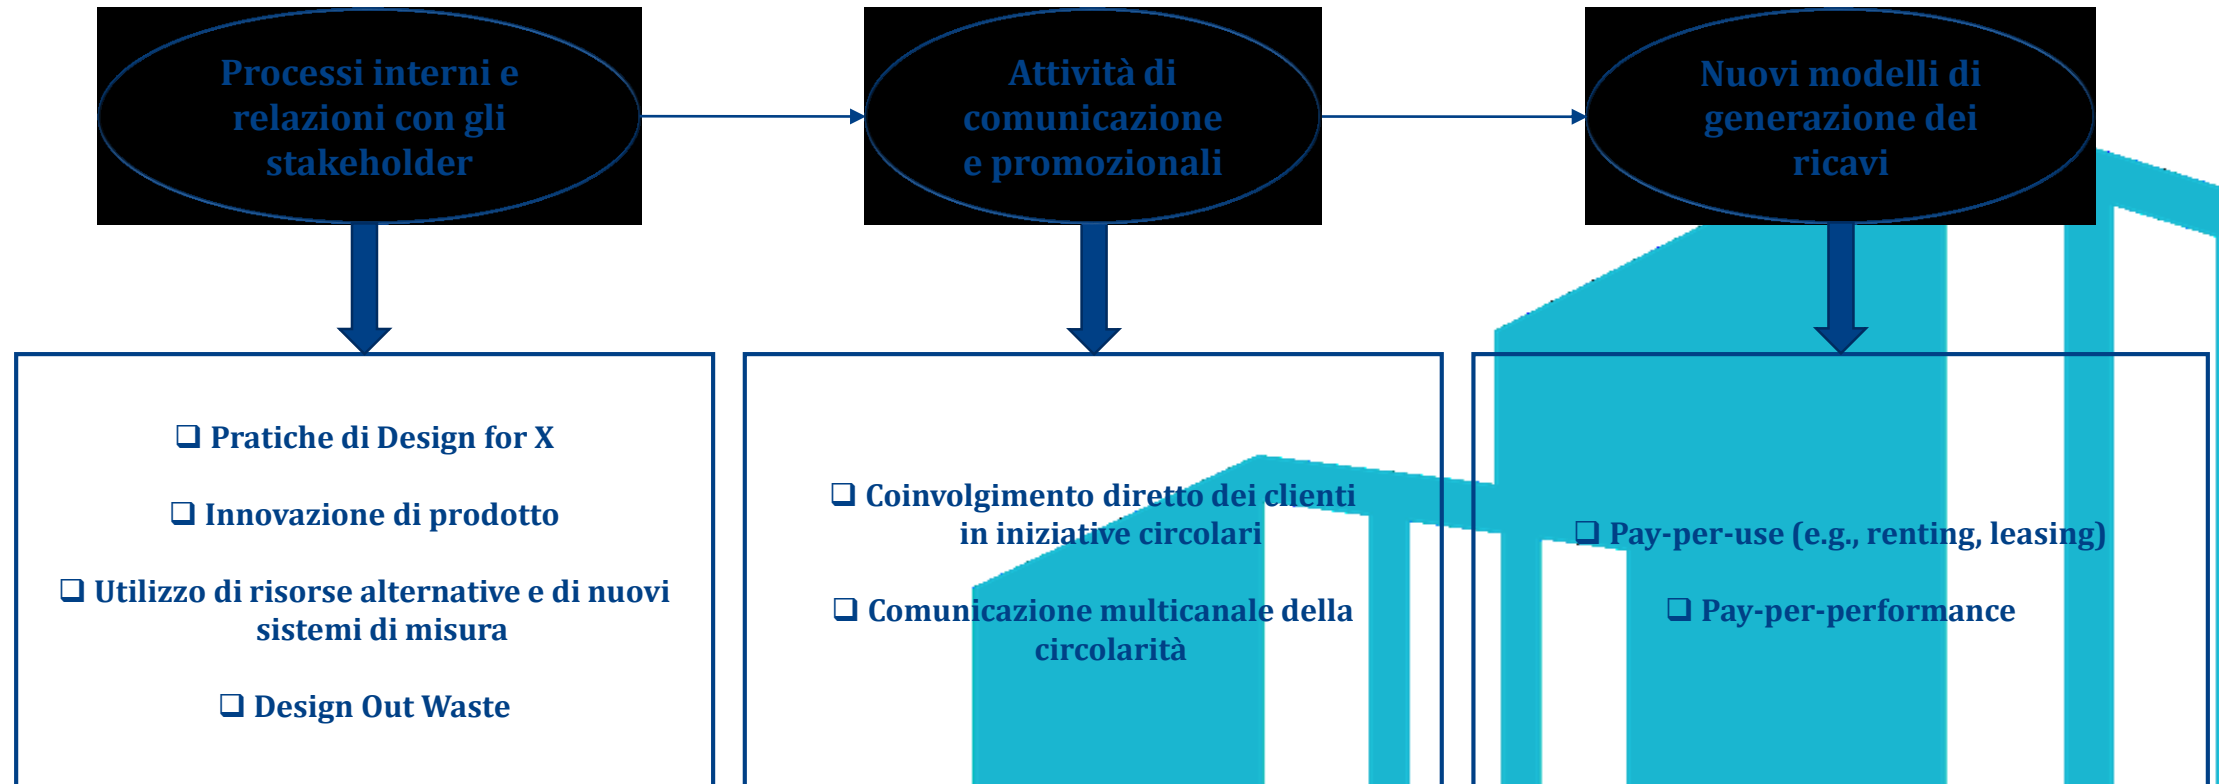 Processi interni e
relazioni con gli
stakeholder
Attività di
comunicazione
e promozionali
Nuovi modelli di
generazione dei
ricavi
❑ Pratiche di Design for X
❑ Innovazione di prodotto
❑ Utilizzo di risorse alternative e di nuovi
sistemi di misura
❑ Design Out Waste
❑ Coinvolgimento diretto dei clienti
in iniziative circolari
❑ Comunicazione multicanale della
circolarità
❑ Pay-per-use (e.g., renting, leasing)
❑ Pay-per-performance